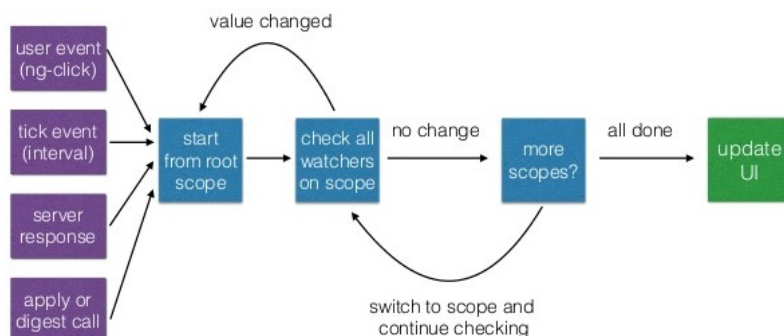 value changed
user event
(ng-click)
tick event
(interval)
server
response
apply or
digest call
start
from root
scope
check all
watchers
on scope
no change
more
scopes?
all done
update
UI
switch to scope and
continue checking